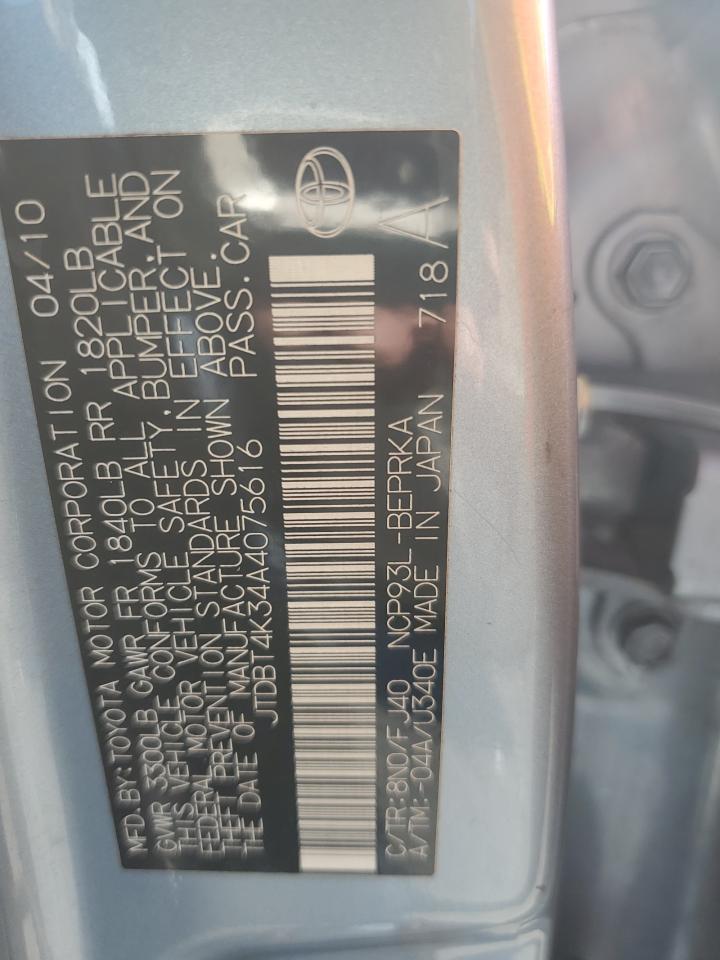 MFD. BY: TOYOTA MOTOR CORPORATION 04/10
GVWR 3300LB GAWR FR 1840LB RR 1820LB
THIS VEHICLE CONFORMS TO ALL APPLICABLE
FEDERAL MOTOR VEHICLE SAFETY, BUMPER, AND
THEFT PREVENTION STANDARDS IN EFFECT ON
THE DATE OF MANUFACTURE SHOWN ABOVE.
JTDBT4K34A4075616 PASS. CAR
C/TR: 8N0/FJ40 NCP93L-BEPRKA
A/TM: -04A/U340E MADE IN JAPAN 718 A